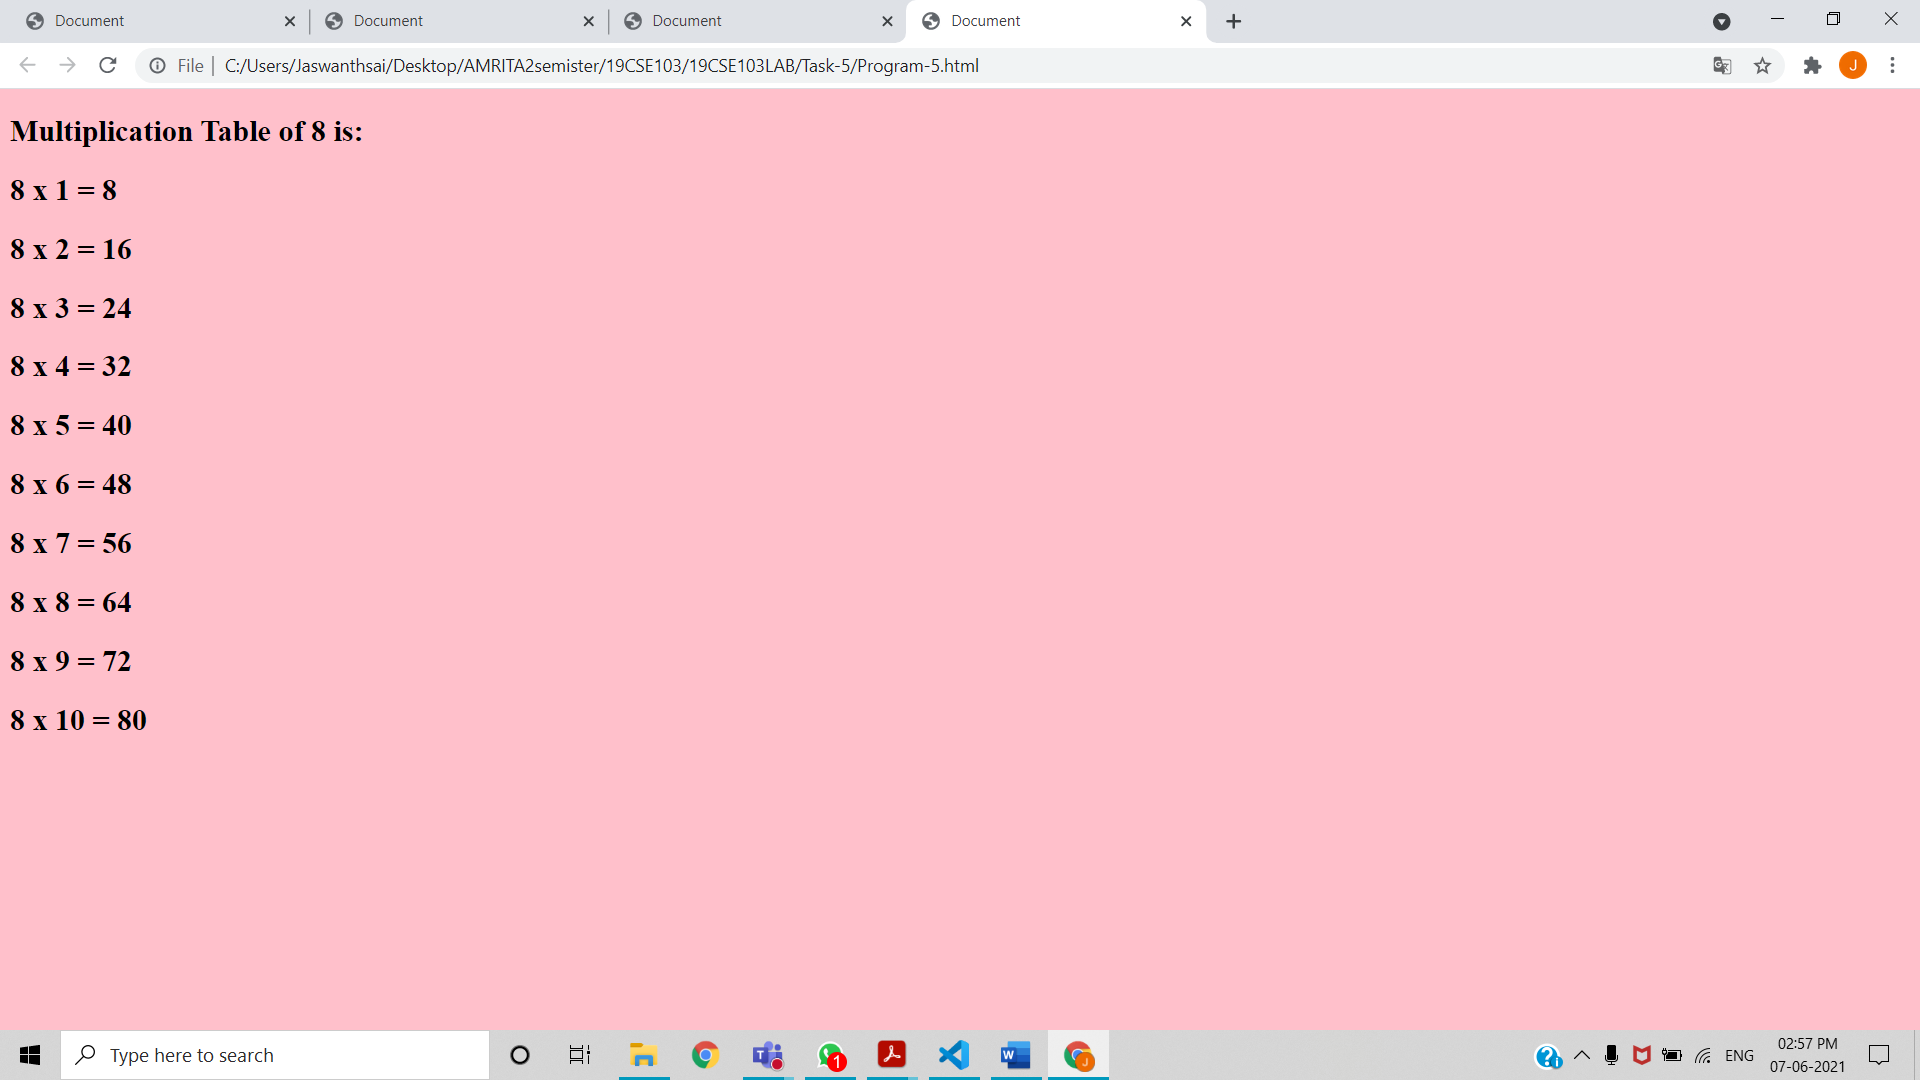 Document
Document
Document
Document
File | C:/Users/Jaswanthsai/Desktop/AMRITA2semister/19CSE103/19CSE103LAB/Task-5/Program-5.html
J
Multiplication Table of 8 is:
8 x 1 = 8
8 x 2 = 16
8 x 3 = 24
8 x 4 = 32
8 x 5 = 40
8 x 6 = 48
8 x 7 = 56
8 x 8 = 64
8 x 9 = 72
8 x 10 = 80
Type here to search
T
1
W
J
ENG
02:57 PM
07-06-2021